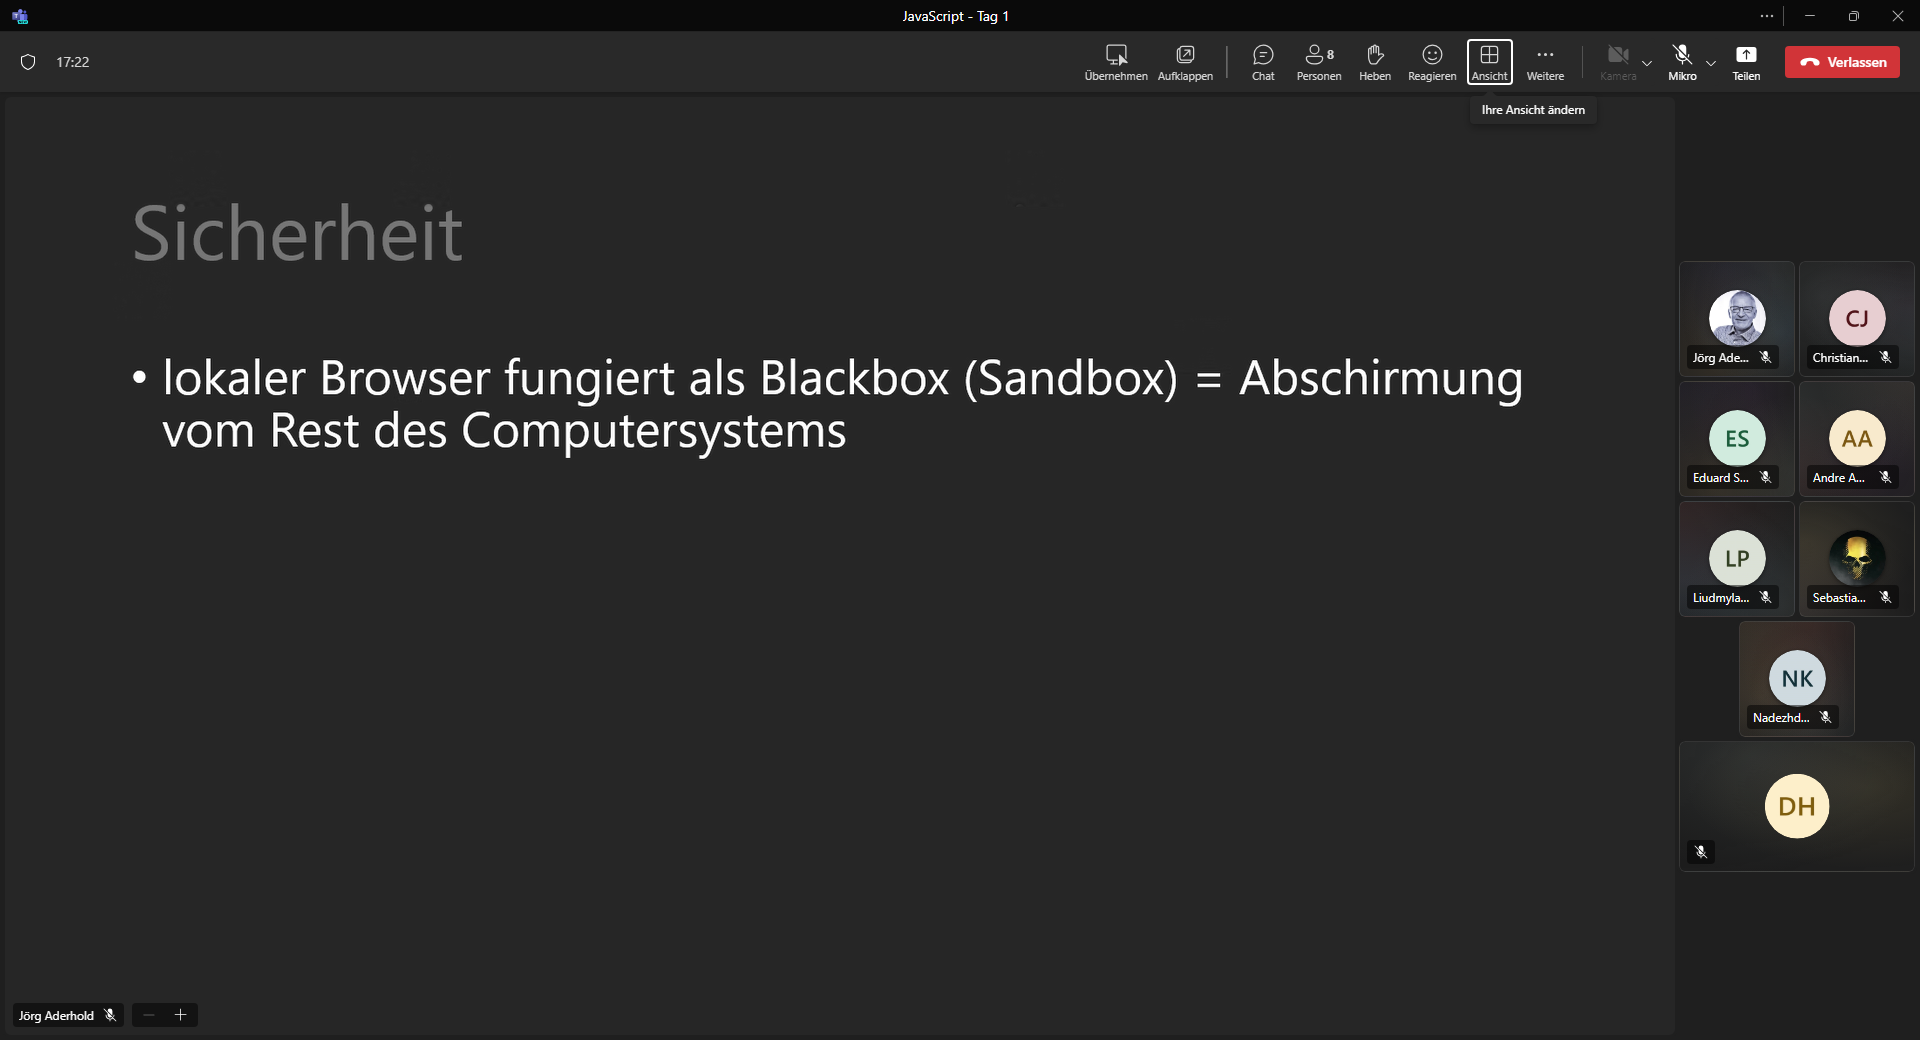 JavaScript - Tag 1
17:22
Übernehmen
Aufklappen
Chat
8
Personen
Heben
Reagieren
Ansicht
Weitere
Kamera
Mikro
Teilen
Verlassen
Ihre Ansicht ändern
Sicherheit
• lokaler Browser fungiert als Blackbox (Sandbox) = Abschirmung
vom Rest des Computersystems
Jörg Ade...
CJ
Christian...
ES
Eduard S...
AA
Andre A...
LP
Liudmyla...
Sebastia...
NK
Nadezhd...
DH
Jörg Aderhold